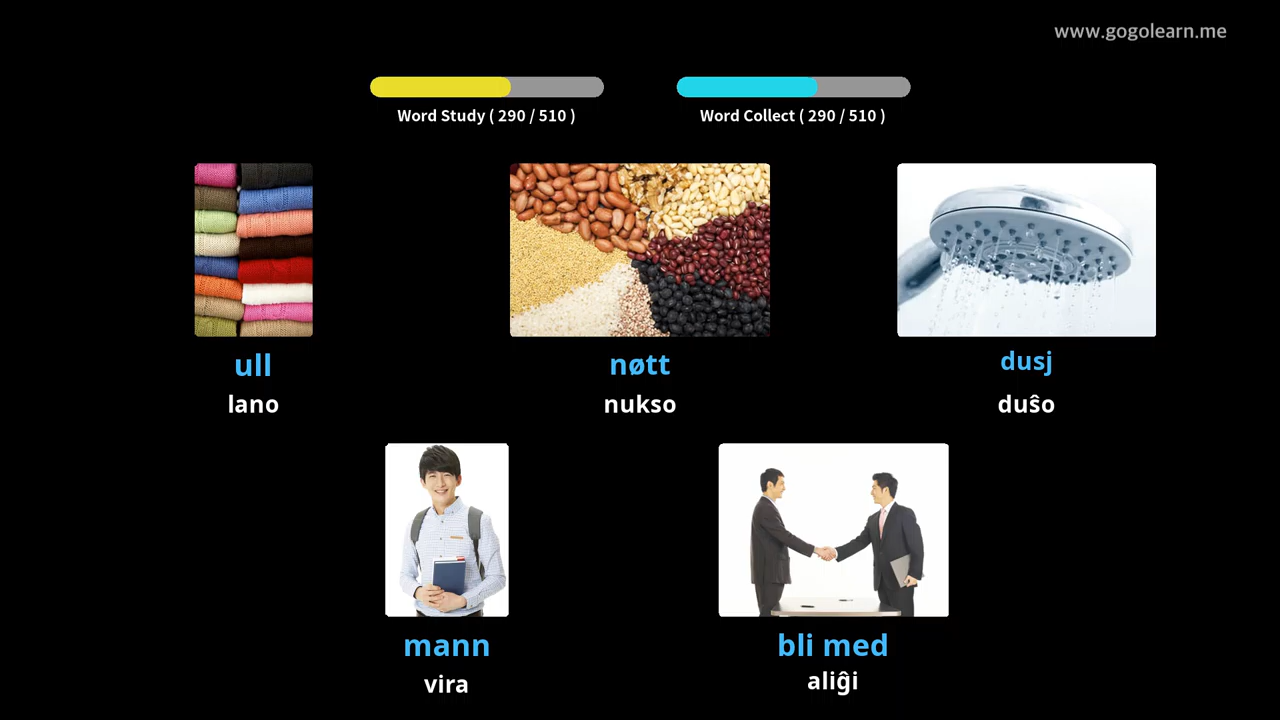 www.gogolearn.me
Word Study ( 290 / 510 )
Word Collect ( 290 / 510 )
ull
nøtt
dusj
lano
nukso
duŝo
mann
bli med
vira
aliĝi